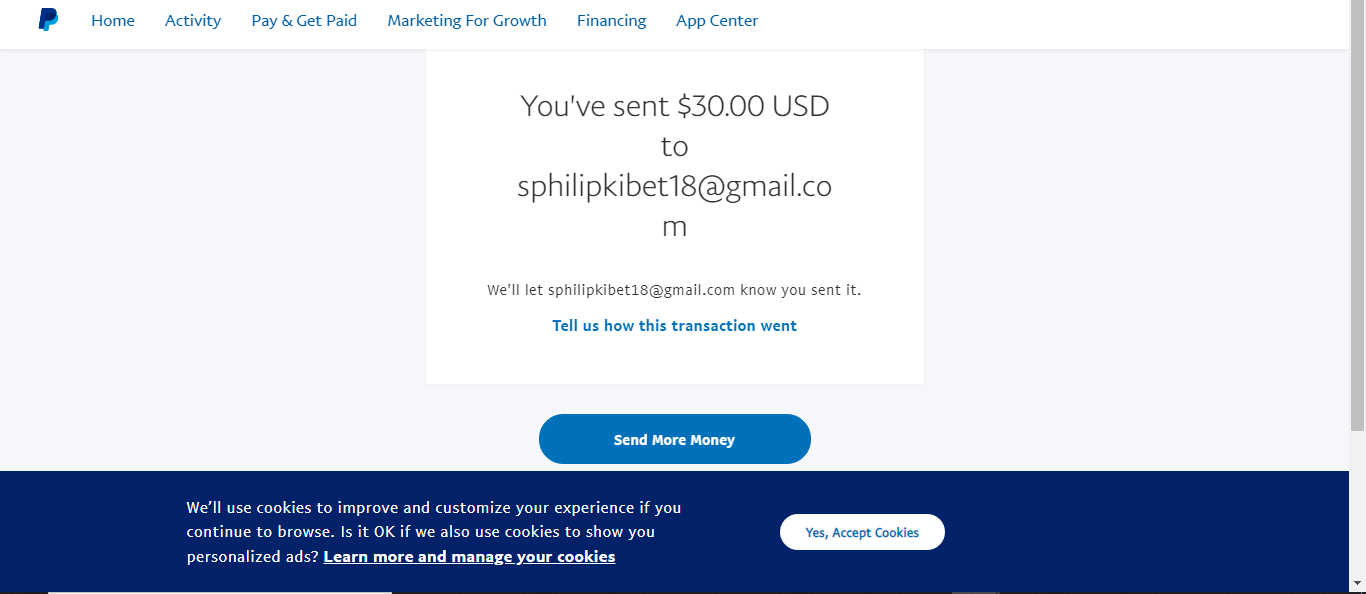 Home Activity Pay & Get Paid Marketing For Growth Financing App Center
You've sent $30.00 USD
to
sphilipkibet18@gmail.co
m
We'll let sphilipkibet18@gmail.com know you sent it.
Tell us how this transaction went
Send More Money
We’ll use cookies to improve and customize your experience if you
continue to browse. Is it OK if we also use cookies to show you
personalized ads? Learn more and manage your cookies
Yes, Accept Cookies